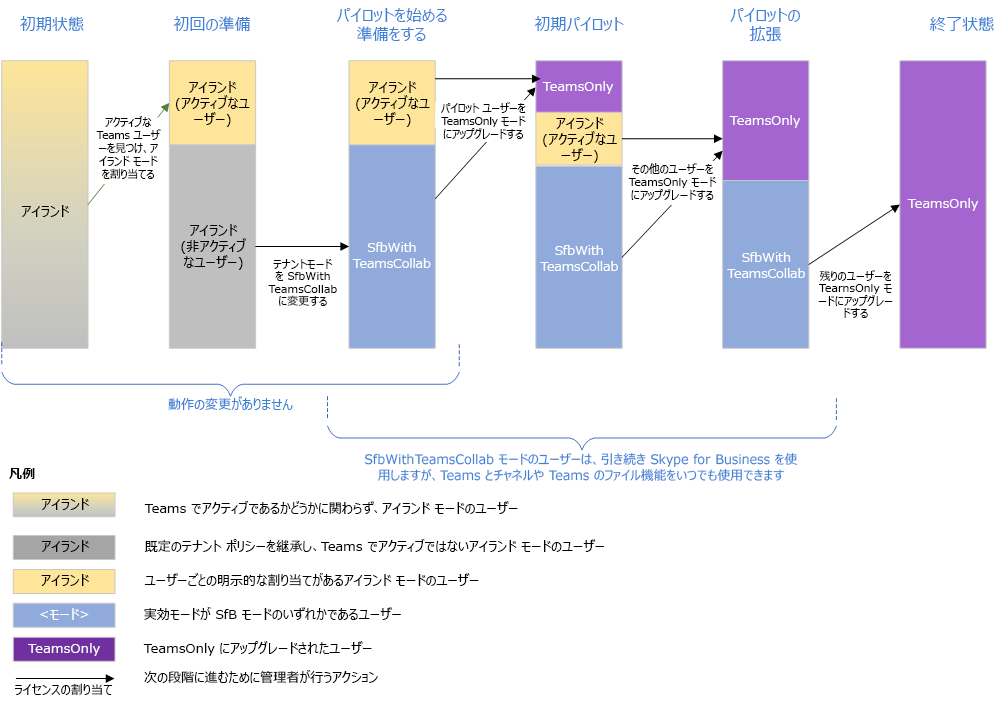 初期状態
初回の準備
パイロットを始める
準備をする
初期パイロット
パイロットの
拡張
終了状態
アイランド
アクティブな
Teams ユーザ
ーを見つけ、ア
イランド モード
を割り当てる
アイランド
(アクティブなユ
ーザー)
アイランド
(非アクティブ
なユーザー)
テナントモード
を SfbWith
TeamsCollab
に変更する
アイランド
(アクティブなユ
ーザー)
SfbWith
TeamsCollab
パイロット ユーザーを
TeamsOnly モード
にアップグレードする
TeamsOnly
アイランド
(アクティブなユ
ーザー)
SfbWith
TeamsCollab
その他のユーザーを
TeamsOnly モード
にアップグレードする
TeamsOnly
SfbWith
TeamsCollab
残りのユーザーを
TearnsOnly モ
ードにアップグレー
ドする
TeamsOnly
動作の変更がありません
SfbWithTeamsCollab モードのユーザーは、引き続き Skype for Business を使
用しますが、Teams とチャネルや Teams のファイル機能をいつでも使用できます
凡例
アイランド
Teams でアクティブであるかどうかに関わらず、アイランド モードのユーザー
アイランド
既定のテナント ポリシーを継承し、Teams でアクティブではないアイランド モードのユーザー
アイランド
ユーザーごとの明示的な割り当てがあるアイランド モードのユーザー
<モード>
実効モードが SfB モードのいずれかであるユーザー
TeamsOnly
TeamsOnly にアップグレードされたユーザー
ライセンスの割り当て
次の段階に進むために管理者が行うアクション